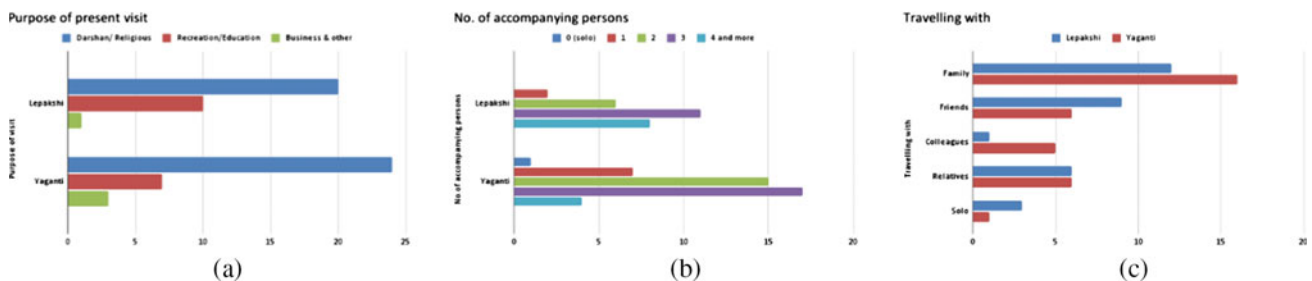 Purpose of present visit
Darshan/ Religious Recreation/Education Business & other
Purpose of visit
Lepakshi
Yaganti
0 5 10 15 20 25
(a)
No. of accompanying persons
0 (solo) 1 2 3 4 and more
No of accompanying persons
Lepakshi
Yaganti
0 5 10 15 20
(b)
Travelling with
Lepakshi Yaganti
Travelling with
Family
Friends
Colleagues
Relatives
Solo
0 5 10 15 20
(c)